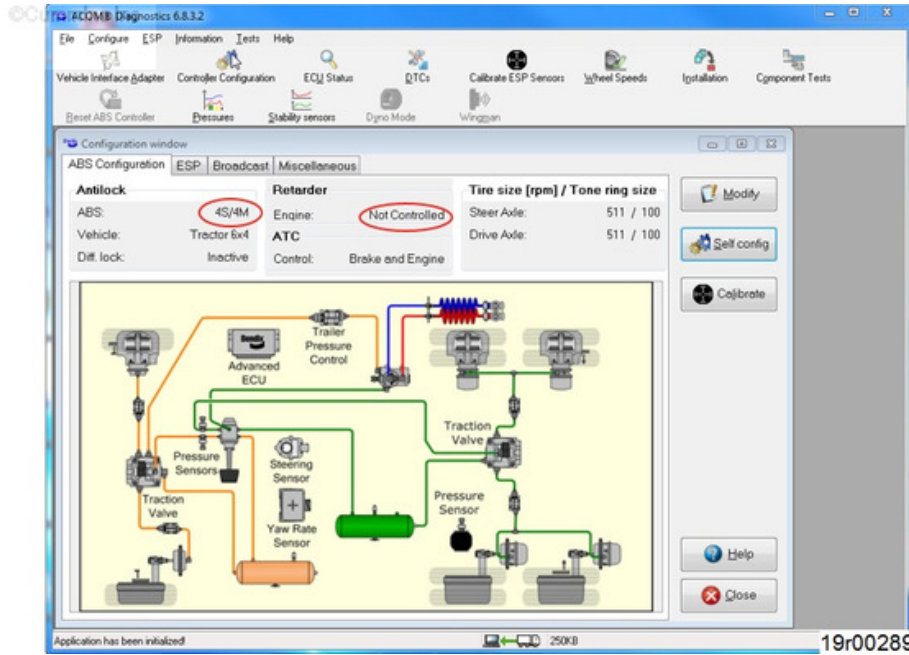 ACOM® Diagnostics 6.8.3.2
File Configure ESP Information Tests Help
Vehicle Interface Adapter Controller Configuration ECU Status DTCs Calibrate ESP Sensors Wheel Speeds Installation Component Tests
Reset ABS Controller Pressures Stability sensors Dyno Mode Wingman
Configuration window
ABS Configuration ESP Broadcast Miscellaneous
Antilock Retarder Tire size [rpm] / Tone ring size
Modify
ABS: 4S/4M Engine: Not Controlled Steer Axle: 511 / 100
Vehicle: Tractor 6x4 ATC Drive Axle: 511 / 100
Self config
Diff. lock: Inactive Control: Brake and Engine
Calibrate
Trailer
Pressure
Control
Bendix
Advanced
ECU
Traction
Valve
Pressure
Sensors
Steering
Sensor
Traction
Valve
Pressure
Sensor
Yaw Rate
Sensor
Help
Close
Application has been initialized! 250KB
19r00289